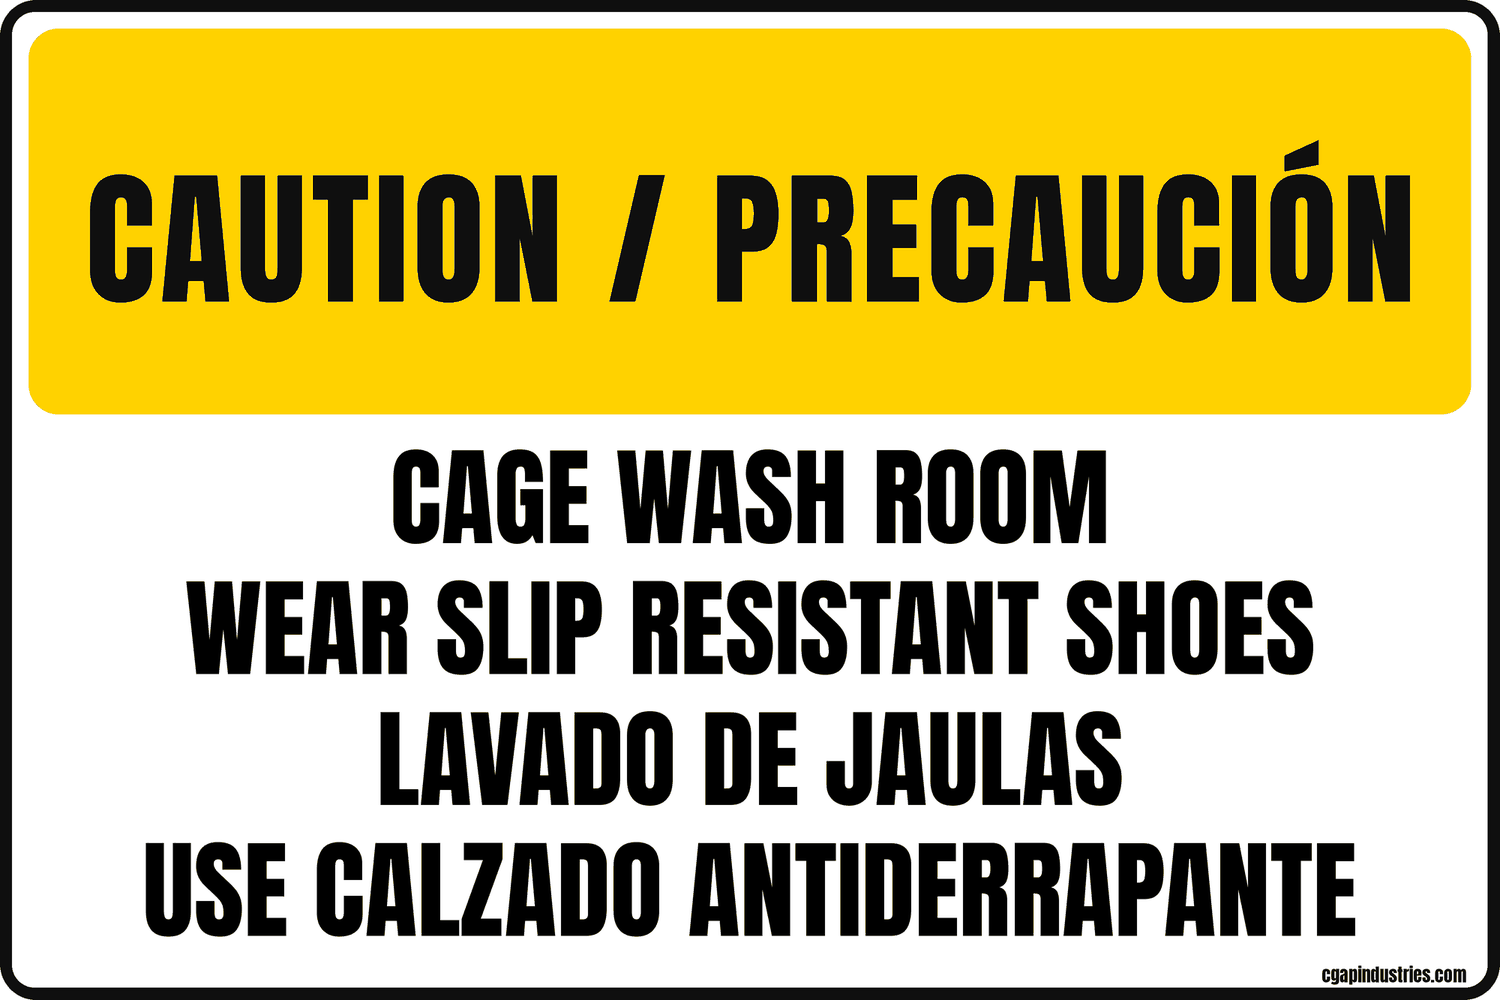 CAUTION / PRECAUCIÓN
CAGE WASH ROOM
WEAR SLIP RESISTANT SHOES
LAVADO DE JAULAS
USE CALZADO ANTIDERRAPANTE
cgapindustries.com